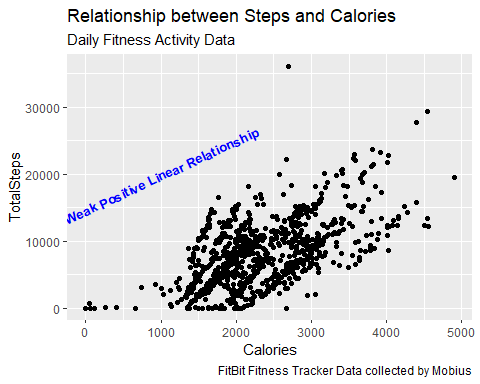 Relationship between Steps and Calories
Daily Fitness Activity Data
TotalSteps
30000
20000
10000
0
Weak Positive Linear Relationship
0
1000
2000
3000
4000
5000
Calories
FitBit Fitness Tracker Data collected by Mobius